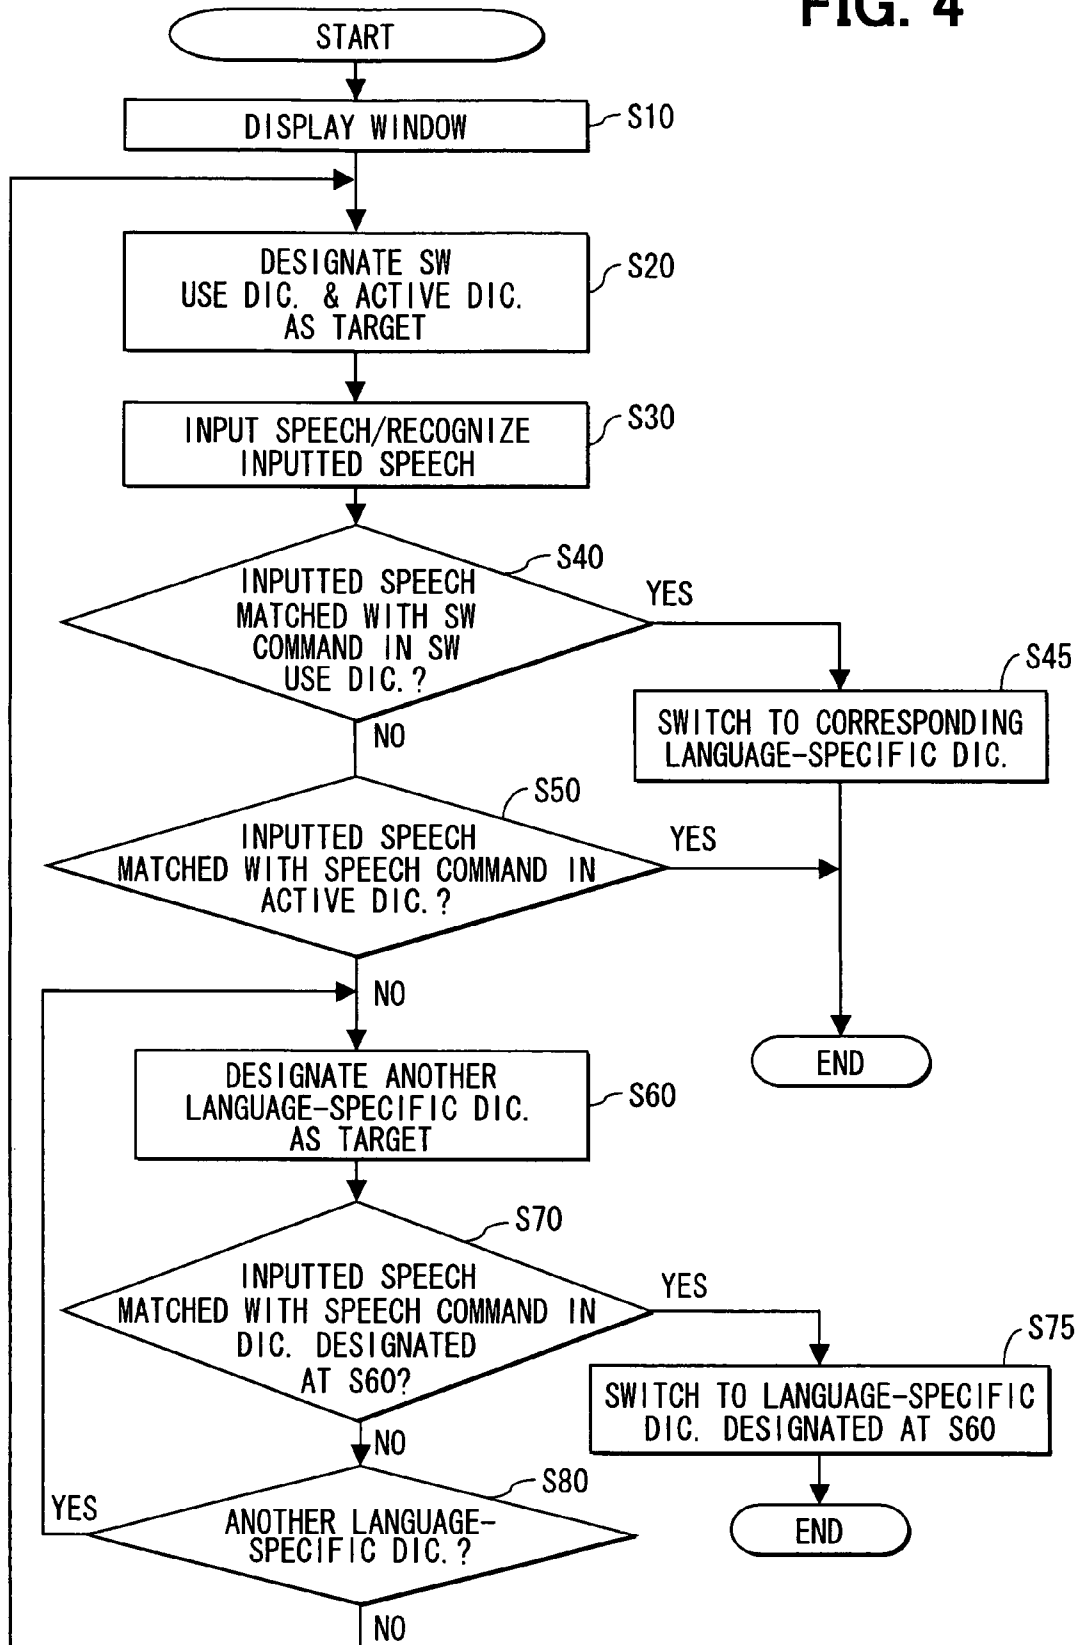 FIG. 4
START
DISPLAY WINDOW
S10
DESIGNATE SW
USE DIC. & ACTIVE DIC.
AS TARGET
S20
INPUT SPEECH/RECOGNIZE
INPUTTED SPEECH
S30
INPUTTED SPEECH
MATCHED WITH SW
COMMAND IN SW
USE DIC.?
S40
YES
NO
SWITCH TO CORRESPONDING
LANGUAGE-SPECIFIC DIC.
S45
INPUTTED SPEECH
MATCHED WITH SPEECH COMMAND IN
ACTIVE DIC.?
S50
YES
NO
END
DESIGNATE ANOTHER
LANGUAGE-SPECIFIC DIC.
AS TARGET
S60
INPUTTED SPEECH
MATCHED WITH SPEECH COMMAND IN
DIC. DESIGNATED
AT S60?
S70
YES
NO
SWITCH TO LANGUAGE-SPECIFIC
DIC. DESIGNATED AT S60
S75
END
ANOTHER LANGUAGE-
SPECIFIC DIC.?
S80
YES
NO